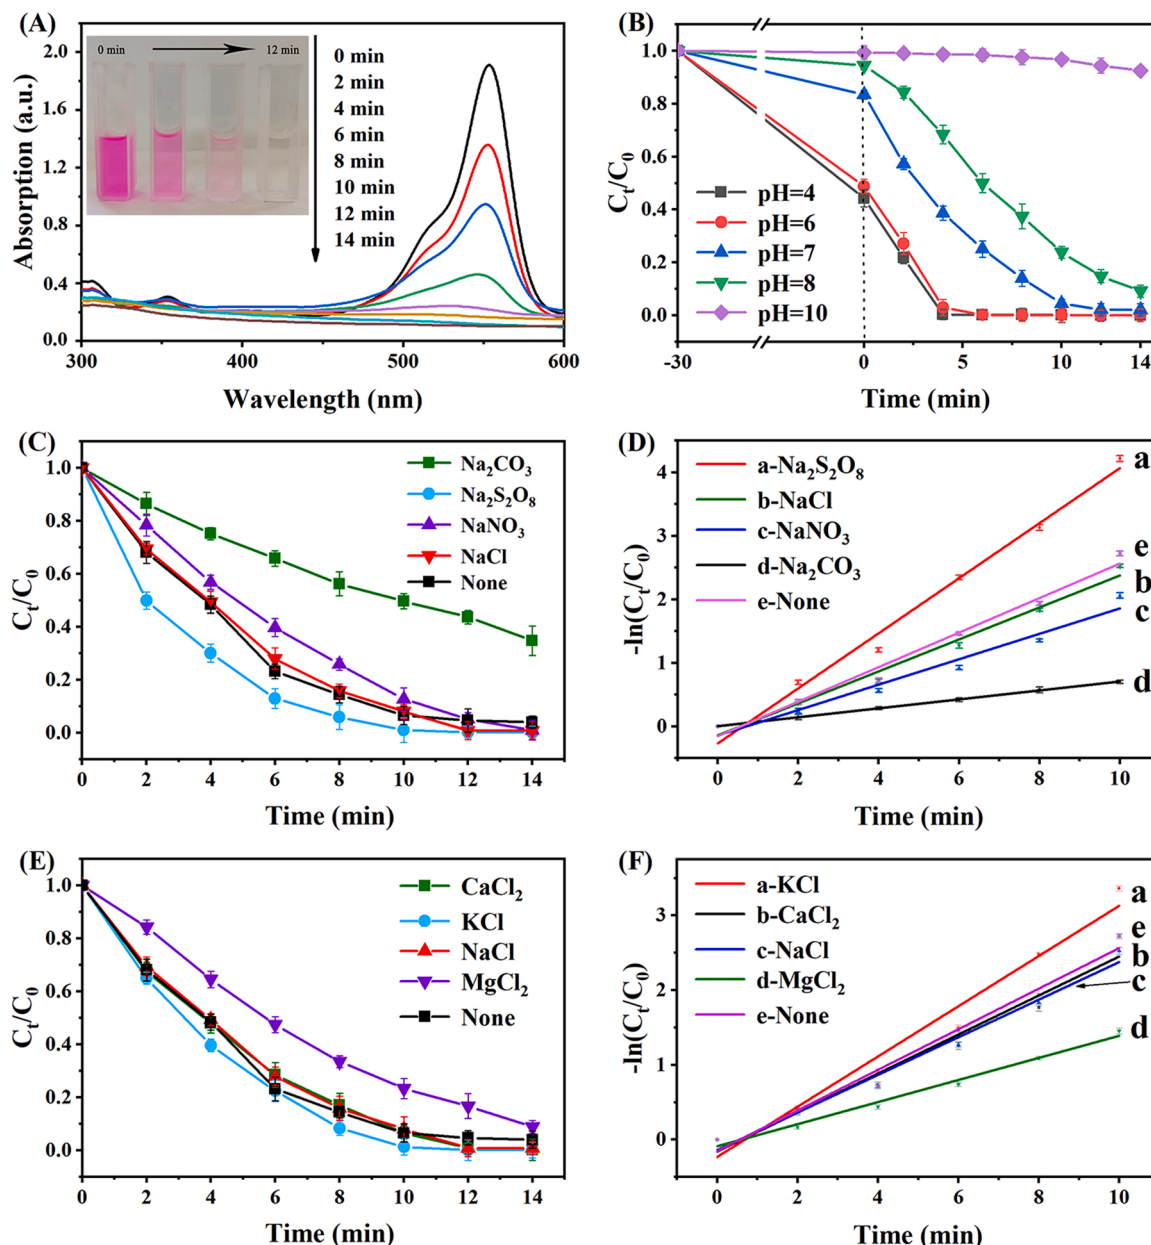 (A)
0 min
12 min
0 min
2 min
4 min
6 min
8 min
10 min
12 min
14 min
Absorption (a.u.)
2.0
1.6
1.2
0.8
0.4
0.0
300
400
500
600
Wavelength (nm)
(B)
Cₜ/C₀
1.0
0.8
0.6
0.4
0.2
0.0
pH=4
pH=6
pH=7
pH=8
pH=10
-30
0
5
10
14
Time (min)
(C)
Cₜ/C₀
1.0
0.8
0.6
0.4
0.2
0.0
Na₂CO₃
Na₂S₂O₈
NaNO₃
NaCl
None
0
2
4
6
8
10
12
14
Time (min)
(D)
-ln(Cₜ/C₀)
4
3
2
1
0
a-Na₂S₂O₈
b-NaCl
c-NaNO₃
d-Na₂CO₃
e-None
a
e
b
c
d
0
2
4
6
8
10
Time (min)
(E)
Cₜ/C₀
1.0
0.8
0.6
0.4
0.2
0.0
CaCl₂
KCl
NaCl
MgCl₂
None
0
2
4
6
8
10
12
14
Time (min)
(F)
-ln(Cₜ/C₀)
3
2
1
0
a-KCl
b-CaCl₂
c-NaCl
d-MgCl₂
e-None
a
e
b
c
d
0
2
4
6
8
10
Time (min)